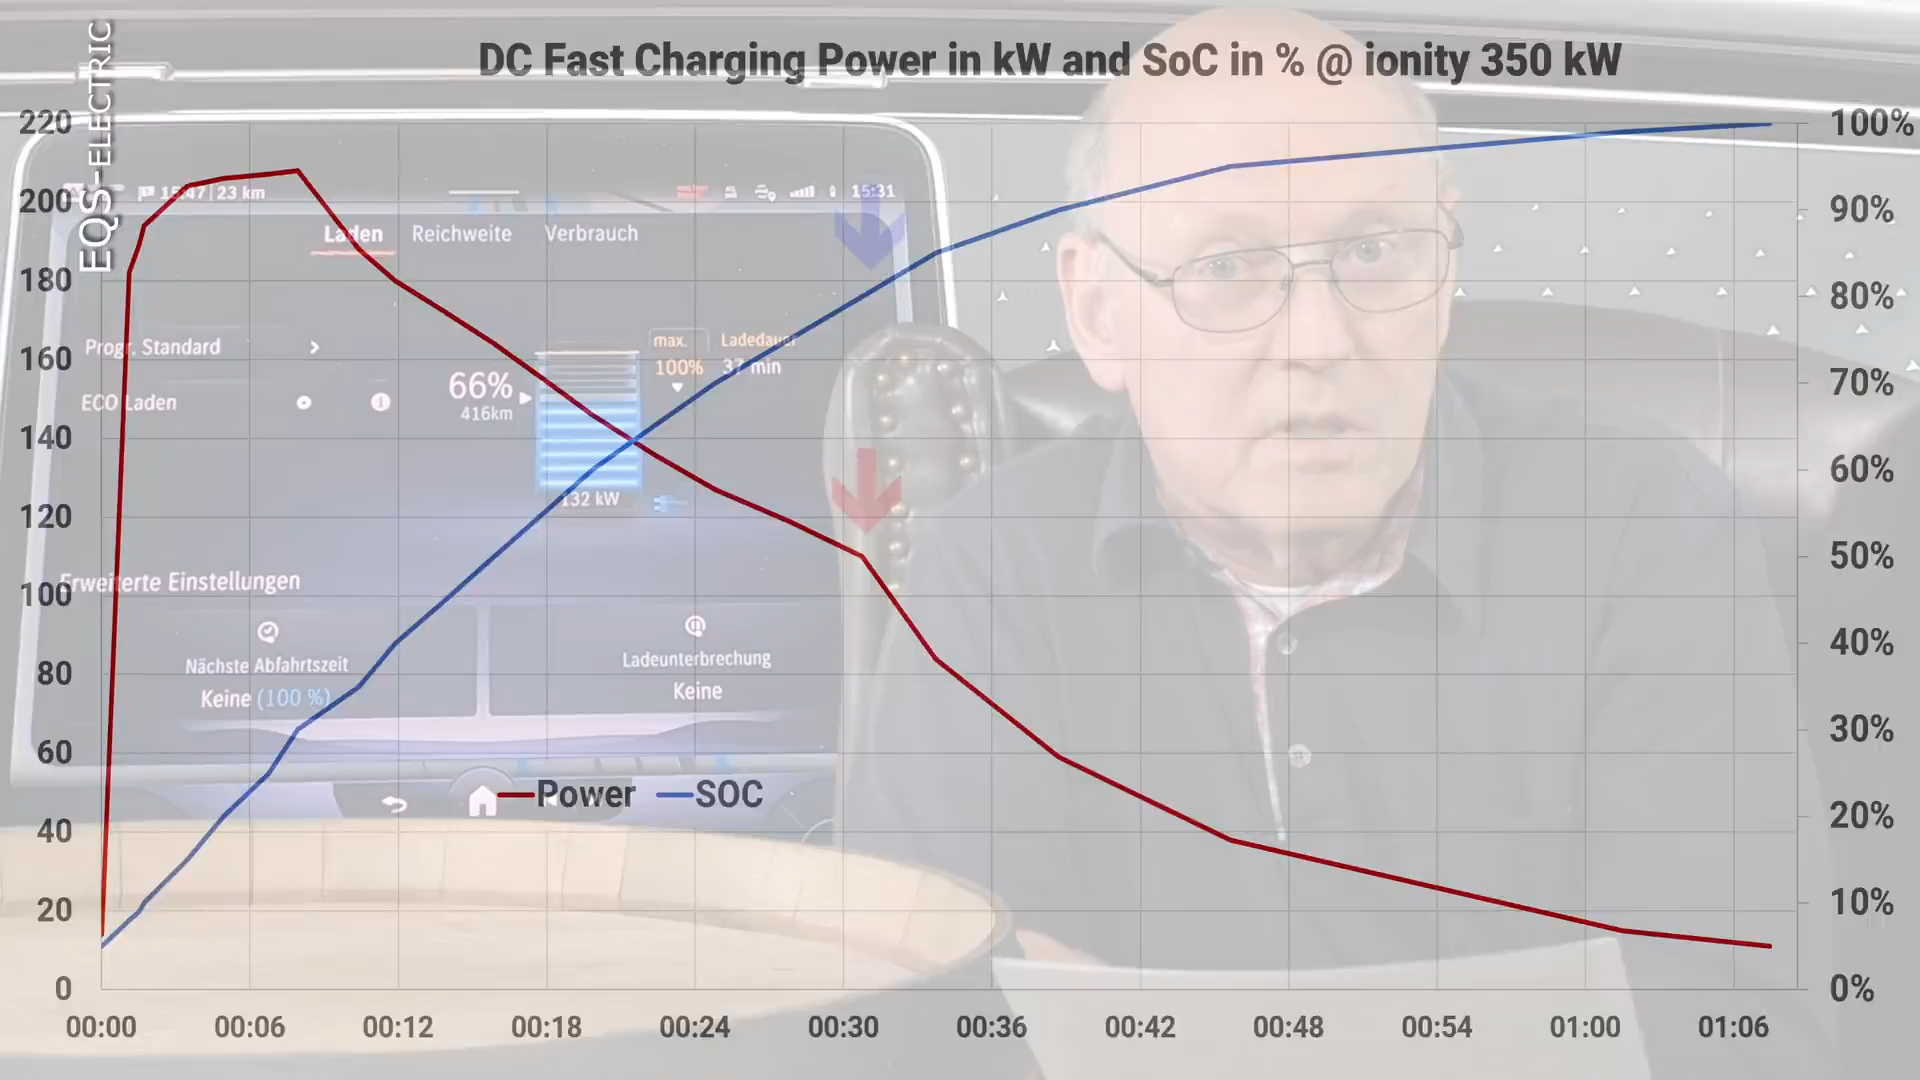 DC Fast Charging Power in kW and SoC in % @ ionity 350 kW
EQS-ELECTRIC
220
200
180
160
140
120
100
80
60
40
20
0
100%
90%
80%
70%
60%
50%
40%
30%
20%
10%
0%
00:00 00:06 00:12 00:18 00:24 00:30 00:36 00:42 00:48 00:54 01:00 01:06
Power SOC
15:47 | 23 km
15:31
Laden Reichweite Verbrauch
Progr. Standard
ECO Laden
66%
416km
max.
100%
Ladedauer
37 min
132 kW
Erweiterte Einstellungen
Nächste Abfahrtszeit
Keine (100 %)
Ladeunterbrechung
Keine